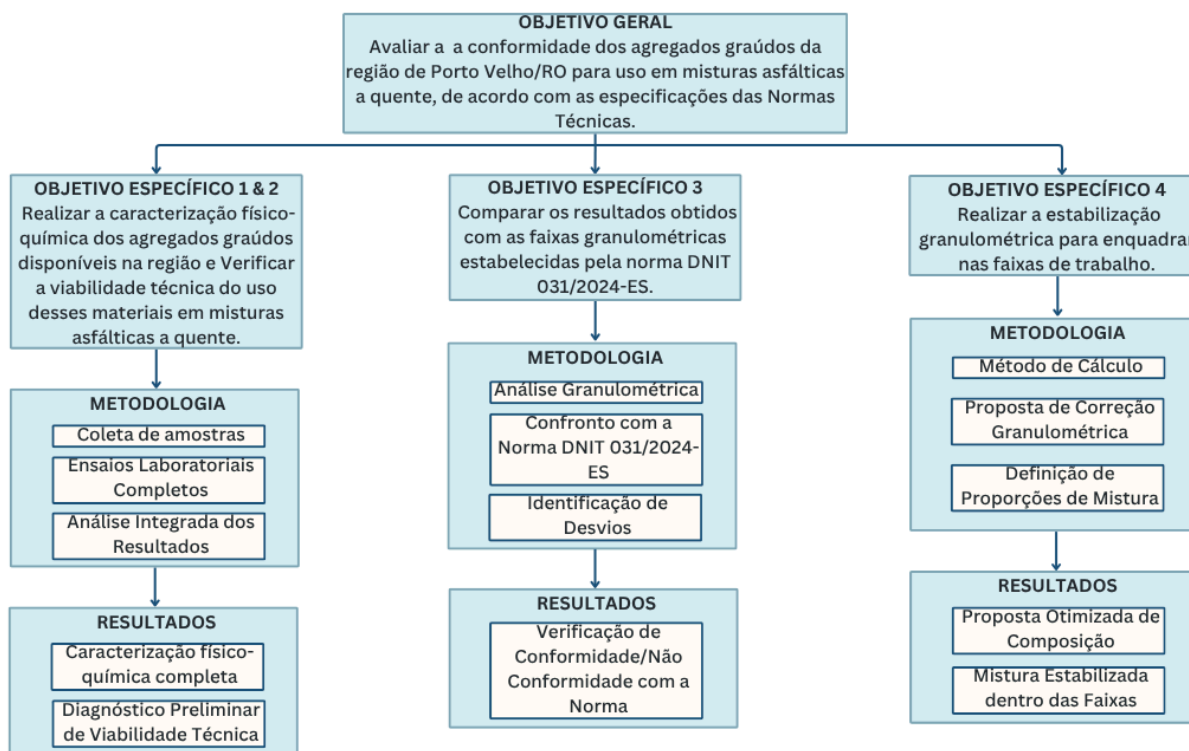 OBJETIVO GERAL
Avaliar a a conformidade dos agregados graúdos da
região de Porto Velho/RO para uso em misturas asfálticas
a quente, de acordo com as especificações das Normas
Técnicas.
OBJETIVO ESPECÍFICO 1 & 2
Realizar a caracterização físico-
química dos agregados graúdos
disponíveis na região e Verificar
a viabilidade técnica do uso
desses materiais em misturas
asfálticas a quente.
METODOLOGIA
Coleta de amostras
Ensaios Laboratoriais
Completos
Análise Integrada dos
Resultados
RESULTADOS
Caracterização físico-
química completa
Diagnóstico Preliminar
de Viabilidade Técnica
OBJETIVO ESPECÍFICO 3
Comparar os resultados obtidos
com as faixas granulométricas
estabelecidas pela norma DNIT
031/2024-ES.
METODOLOGIA
Análise Granulométrica
Confronto com a
Norma DNIT 031/2024-
ES
Identificação de
Desvios
RESULTADOS
Verificação de
Conformidade/Não
Conformidade com a
Norma
OBJETIVO ESPECÍFICO 4
Realizar a estabilização
granulométrica para enquadrar
nas faixas de trabalho.
METODOLOGIA
Método de Cálculo
Proposta de Correção
Granulométrica
Definição de
Proporções de Mistura
RESULTADOS
Proposta Otimizada de
Composição
Mistura Estabilizada
dentro das Faixas